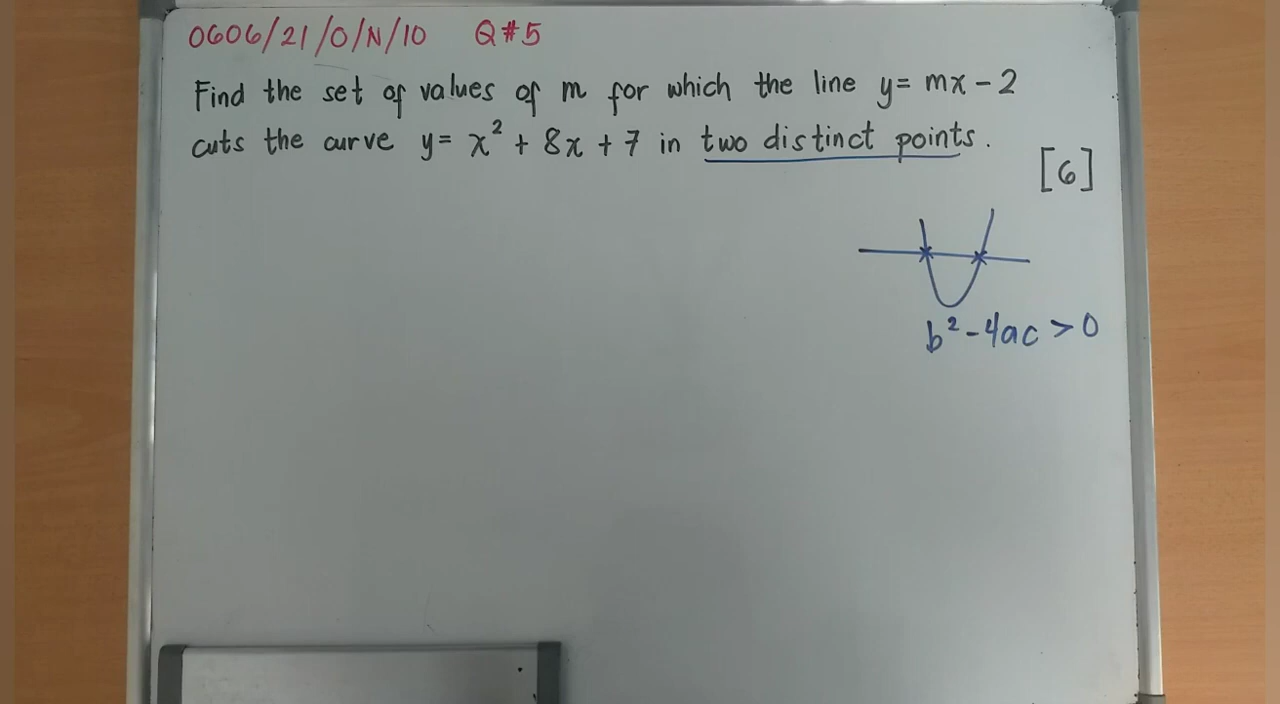 0606/21/O/N/10 Q#5
Find the set of values of m for which the line y = mx - 2
cuts the curve y = x² + 8x + 7 in two distinct points.
[6]
b² - 4ac > 0